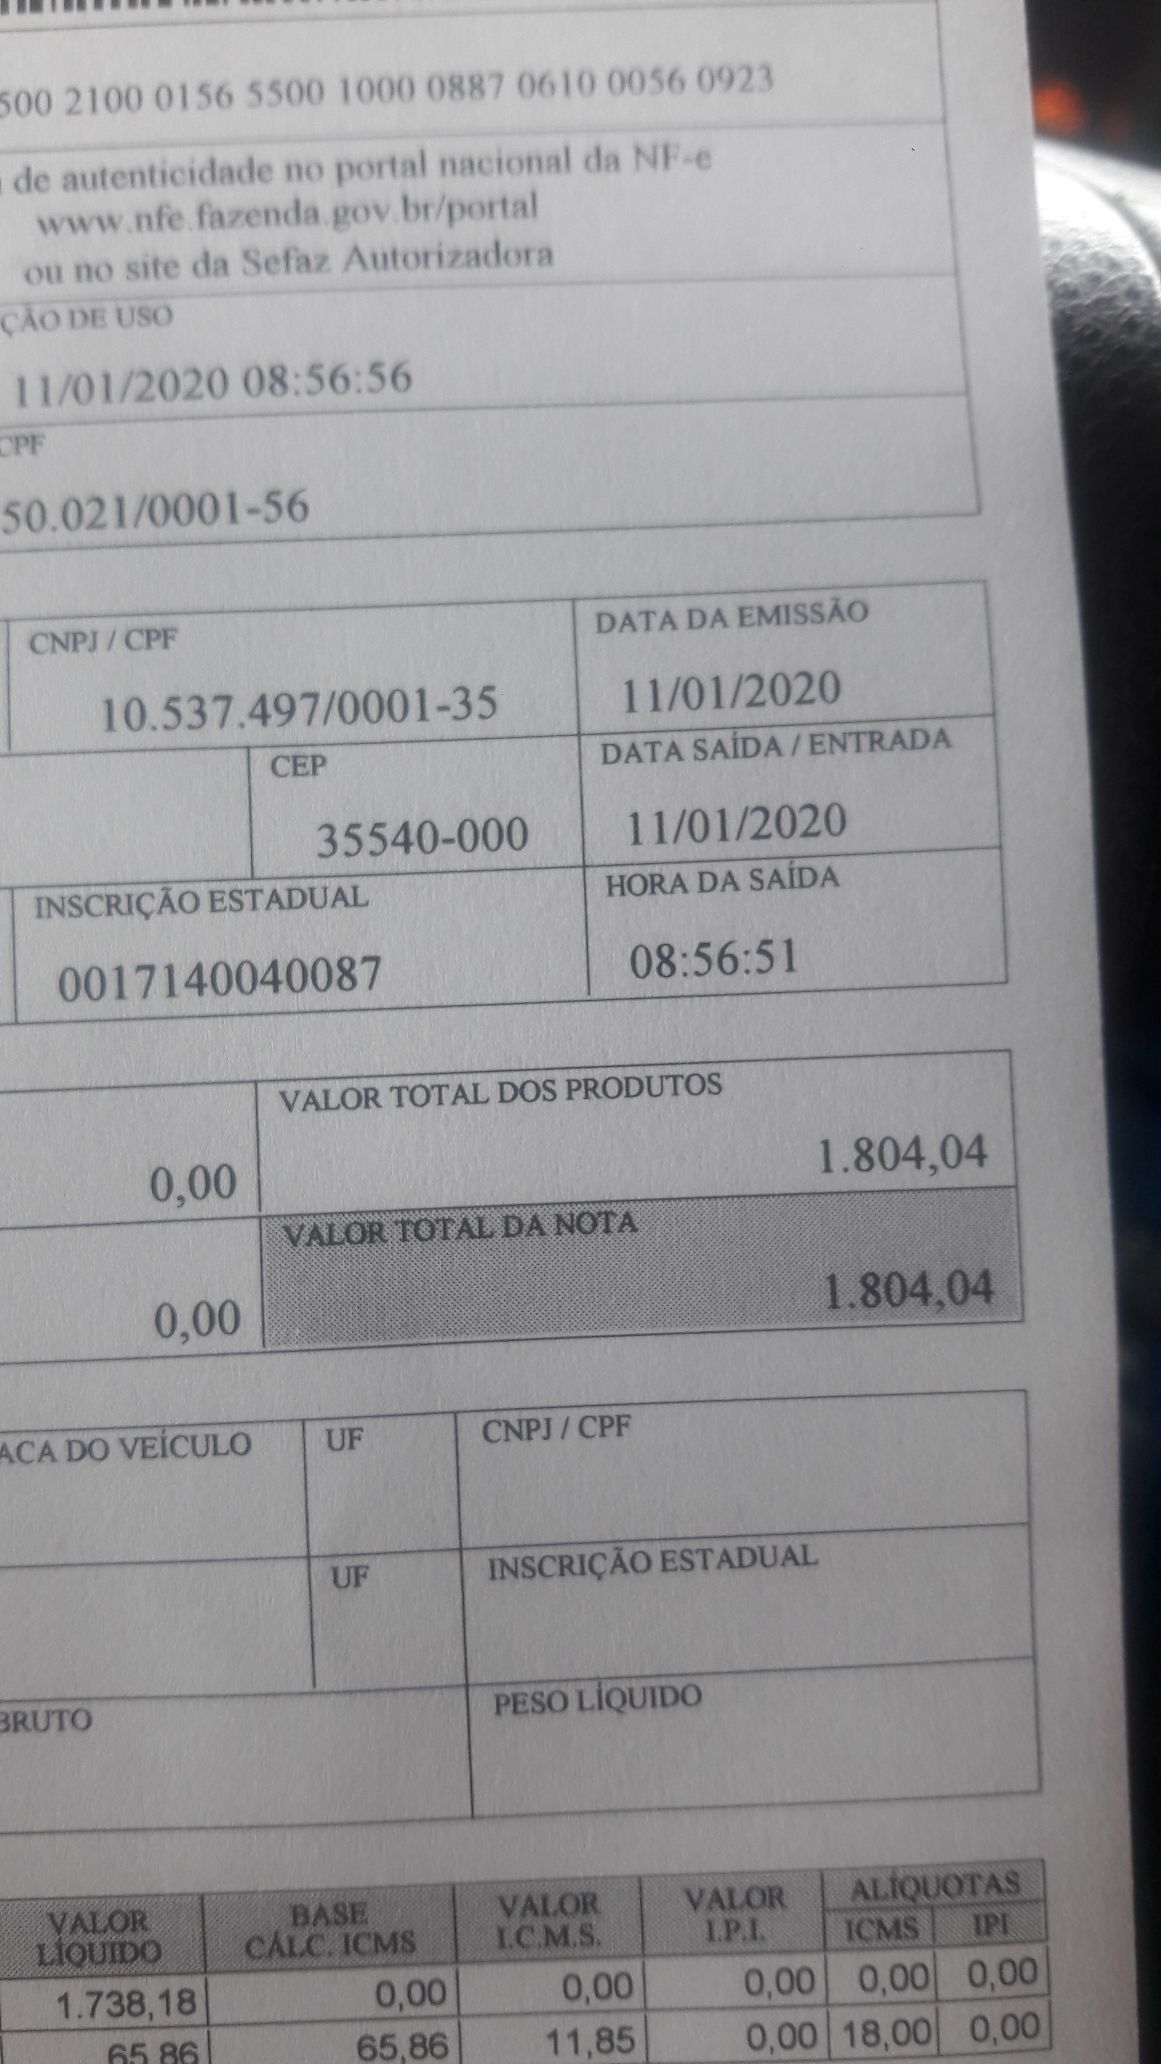 500 2100 0156 5500 1000 0887 0610 0056 0923
de autenticidade no portal nacional da NF-e
www.nfe.fazenda.gov.br/portal
ou no site da Sefaz Autorizadora
ÇÃO DE USO
11/01/2020 08:56:56
CPF
50.021/0001-56
CNPJ / CPF
DATA DA EMISSÃO
10.537.497/0001-35
11/01/2020
CEP
DATA SAÍDA / ENTRADA
35540-000
11/01/2020
INSCRIÇÃO ESTADUAL
HORA DA SAÍDA
0017140040087
08:56:51
VALOR TOTAL DOS PRODUTOS
0,00
1.804,04
VALOR TOTAL DA NOTA
0,00
1.804,04
ACA DO VEÍCULO
UF
CNPJ / CPF
UF
INSCRIÇÃO ESTADUAL
BRUTO
PESO LÍQUIDO
VALOR LÍQUIDO
BASE CÁLC. ICMS
VALOR I.C.M.S.
VALOR I.P.I.
ALÍQUOTAS
ICMS
IPI
1.738,18 0,00 0,00 0,00 0,00 0,00
65,86 65,86 11,85 0,00 18,00 0,00